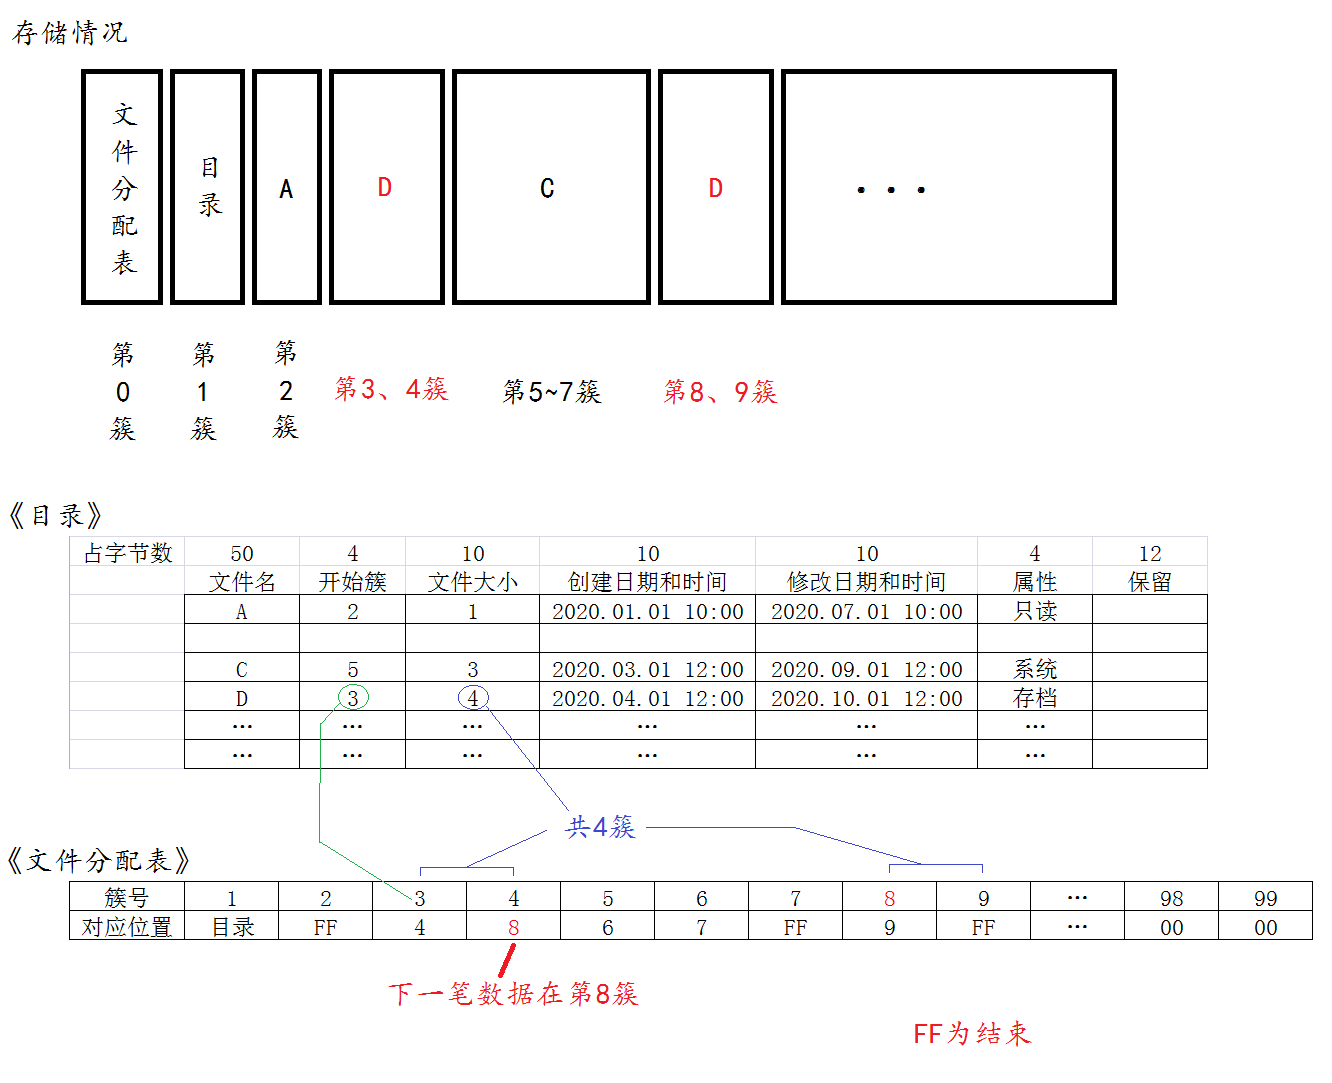 存储情况
文件分配表
目录
A
D
C
D
...
第0簇
第1簇
第2簇
第3、4簇
第5~7簇
第8、9簇
《目录》
占字节数 50 4 10 10 10 4 12
文件名 开始簇 文件大小 创建日期和时间 修改日期和时间 属性 保留
A 2 1 2020.01.01 10:00 2020.07.01 10:00 只读
C 5 3 2020.03.01 12:00 2020.09.01 12:00 系统
D 3 4 2020.04.01 12:00 2020.10.01 12:00 存档
… … … … … …
… … … … … …
共4簇
《文件分配表》
簇号 1 2 3 4 5 6 7 8 9 … 98 99
对应位置 目录 FF 4 8 6 7 FF 9 FF … 00 00
下一笔数据在第8簇
FF为结束